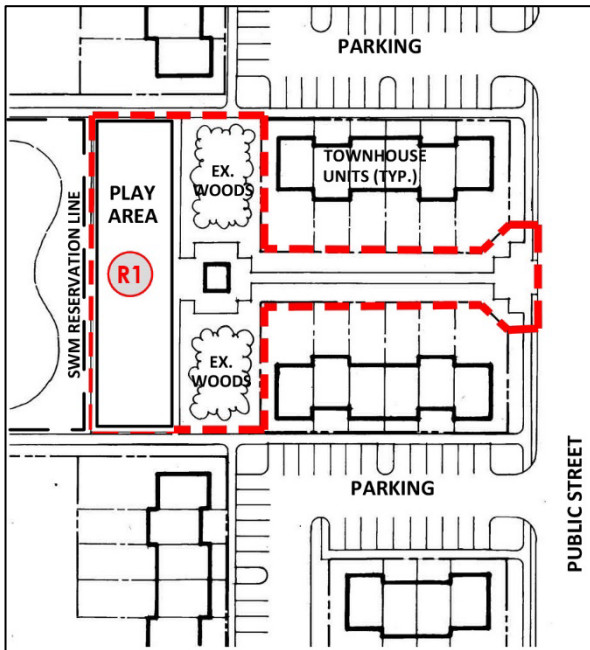 PARKING
EX.
WOODS
TOWNHOUSE
UNITS (TYP.)
PLAY
AREA
R1
SWM RESERVATION LINE
EX.
WOODS
PARKING
PUBLIC STREET